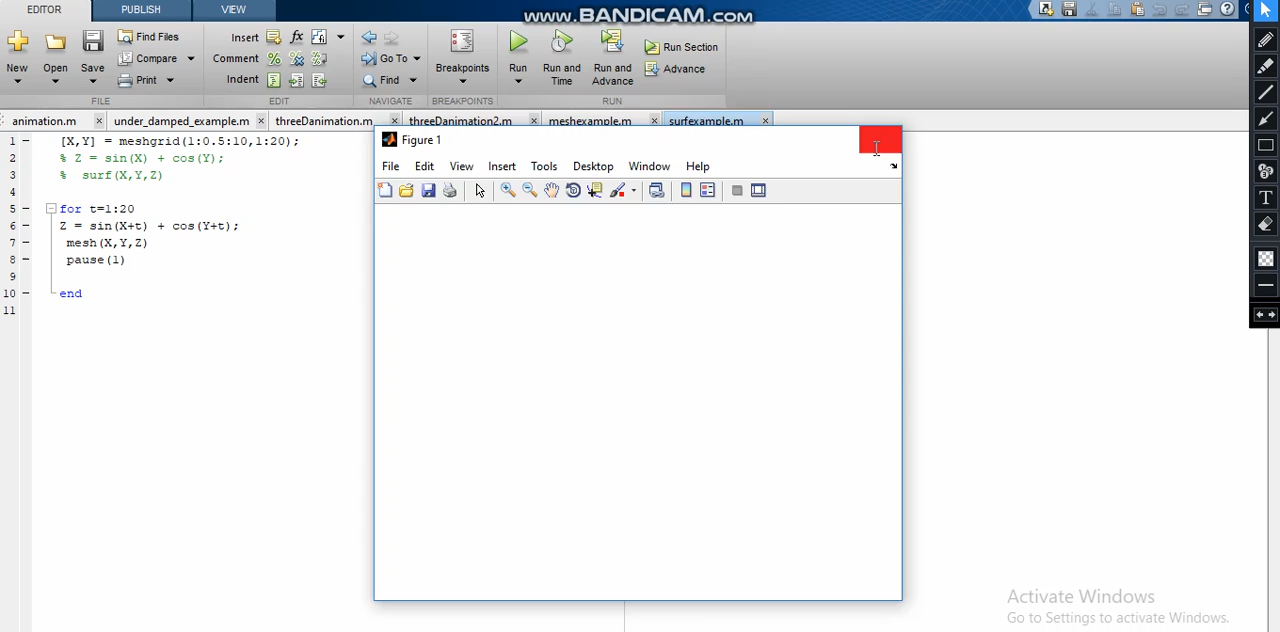 EDITOR PUBLISH VIEW
www.BANDICAM.com
New Open Save
Find Files
Compare
Print
FILE
Insert fx
Comment
Indent
EDIT
Go To
Find
NAVIGATE
Breakpoints
BREAKPOINTS
Run Run and Time Run and Advance
Run Section
Advance
RUN
animation.m under_damped_example.m threeDanimation.m threeDanimation2.m meshexample.m surfexample.m
1 [X,Y] = meshgrid(1:0.5:10,1:20);
2 % Z = sin(X) + cos(Y);
3 % surf(X,Y,Z)
4
5 for t=1:20
6 Z = sin(X+t) + cos(Y+t);
7 mesh(X,Y,Z)
8 pause(1)
9
10 end
11
Figure 1
File Edit View Insert Tools Desktop Window Help
T
Activate Windows
Go to Settings to activate Windows.